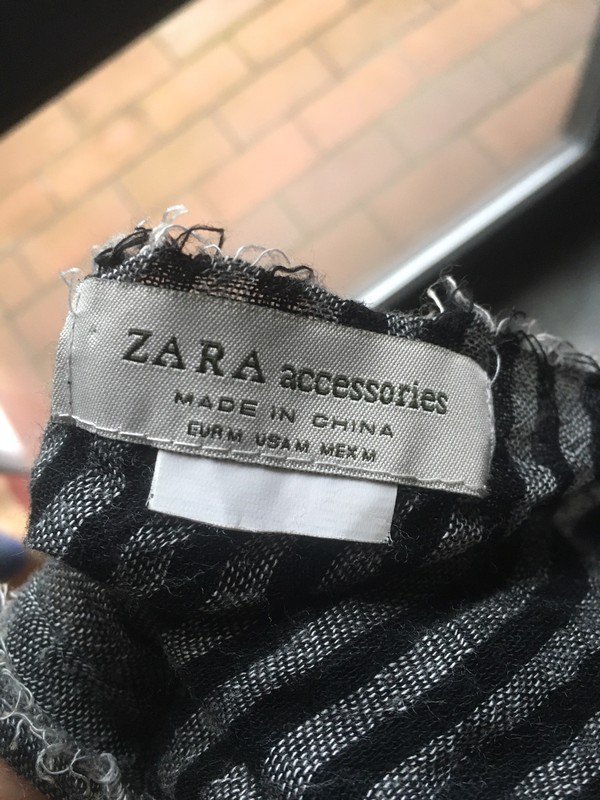 ZARA accessories
MADE IN CHINA
EUR M USA M MEX M